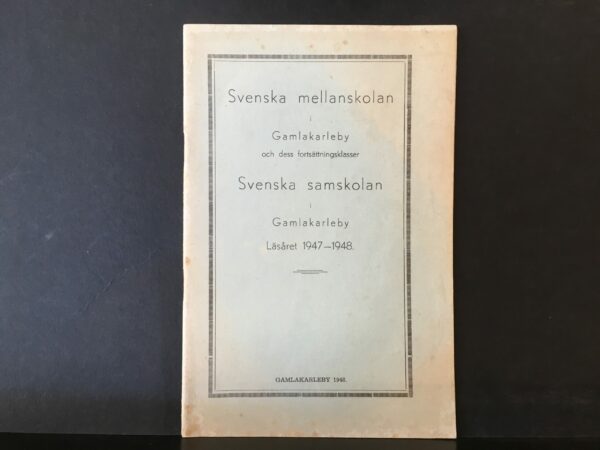 Svenska mellanskolan
i
Gamlakarleby
och dess fortsättningsklasser
Svenska samskolan
i
Gamlakarleby
Läsåret 1947—1948.
GAMLAKARLEBY 1948.